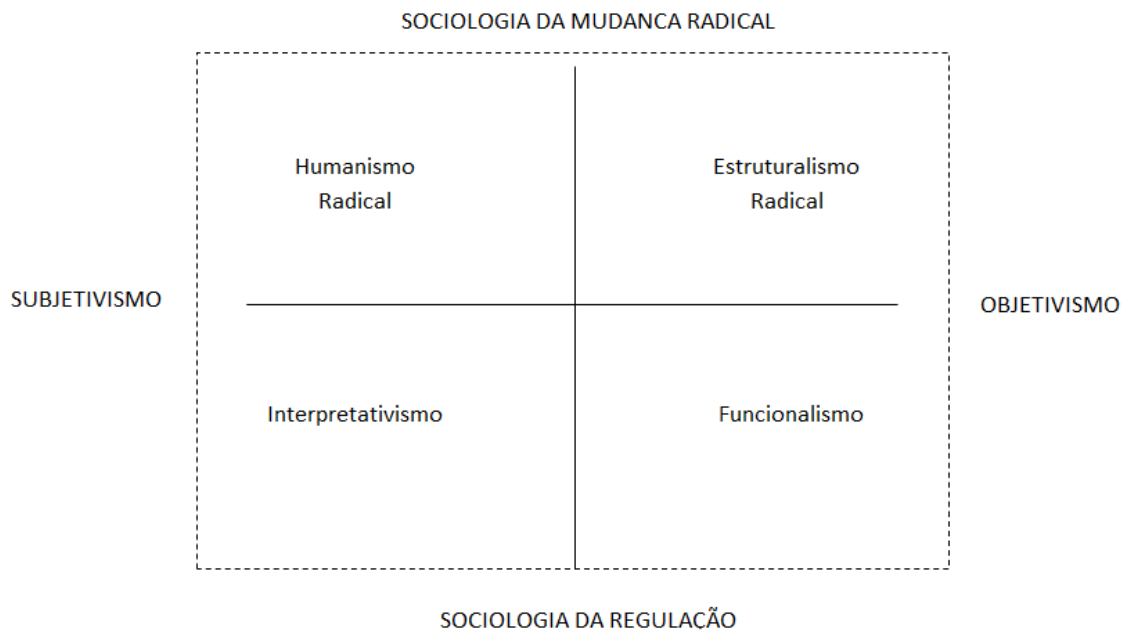 SOCIOLOGIA DA MUDANCA RADICAL
Humanismo
Radical
Estruturalismo
Radical
SUBJETIVISMO
OBJETIVISMO
Interpretativismo
Funcionalismo
SOCIOLOGIA DA REGULAÇÃO